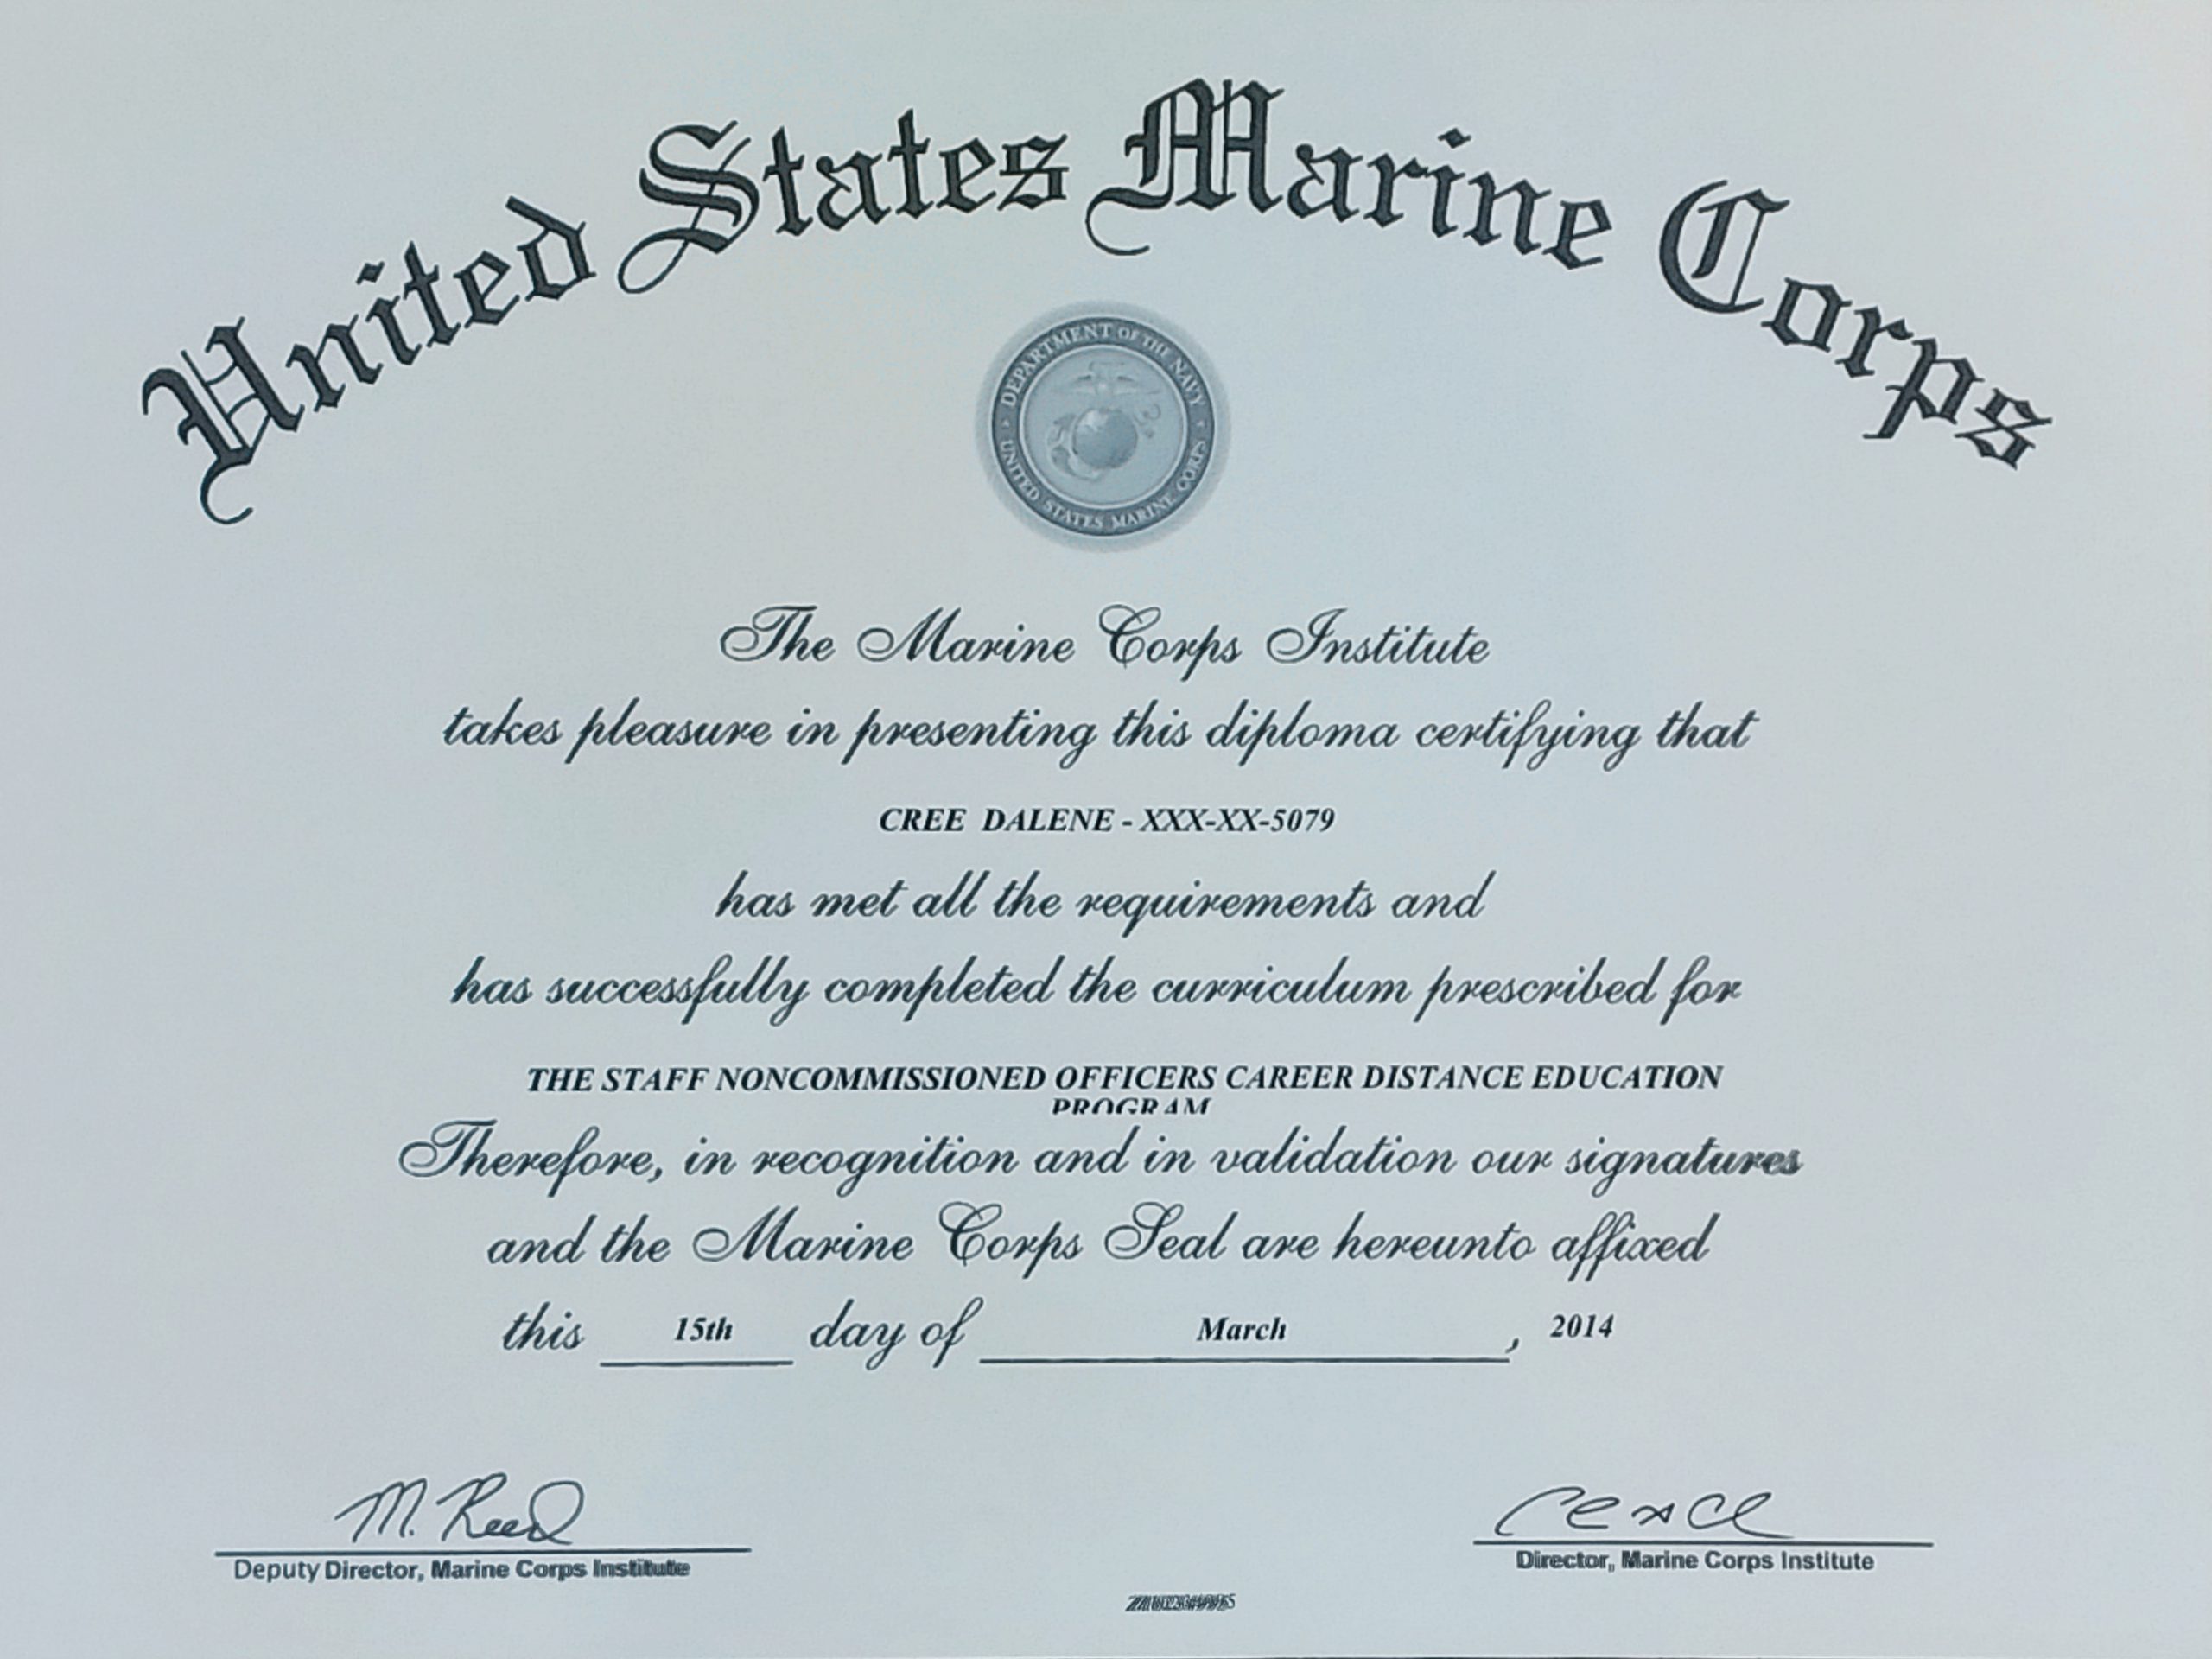 United States Marine Corps
DEPARTMENT OF THE NAVY
UNITED STATES MARINE CORPS
The Marine Corps Institute
takes pleasure in presenting this diploma certifying that
CREE DALENE - XXX-XX-5079
has met all the requirements and
has successfully completed the curriculum prescribed for
THE STAFF NONCOMMISSIONED OFFICERS CAREER DISTANCE EDUCATION
PROGRAM
Therefore, in recognition and in validation our signatures
and the Marine Corps Seal are hereunto affixed
this 15th day of March, 2014
M. Reed
Deputy Director, Marine Corps Institute
Director, Marine Corps Institute